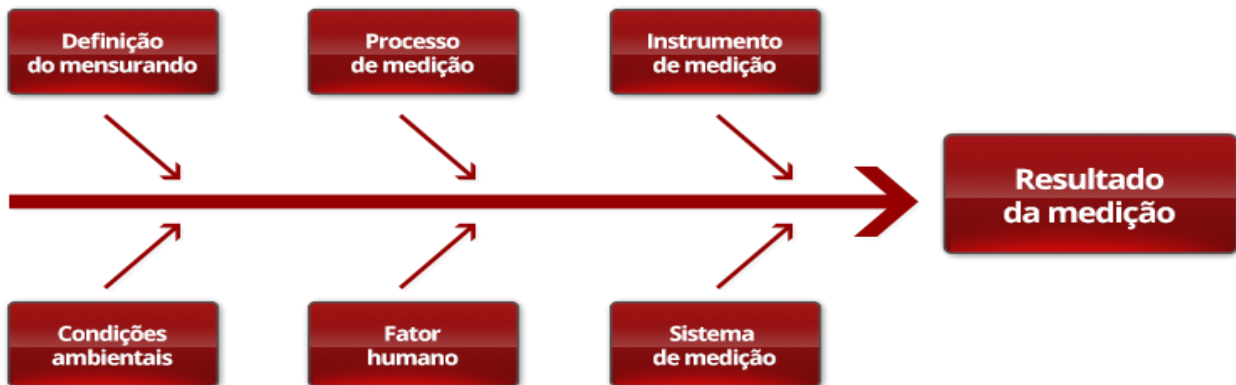 Definição
do mensurando
Processo
de medição
Instrumento
de medição
Resultado
da medição
Condições
ambientais
Fator
humano
Sistema
de medição